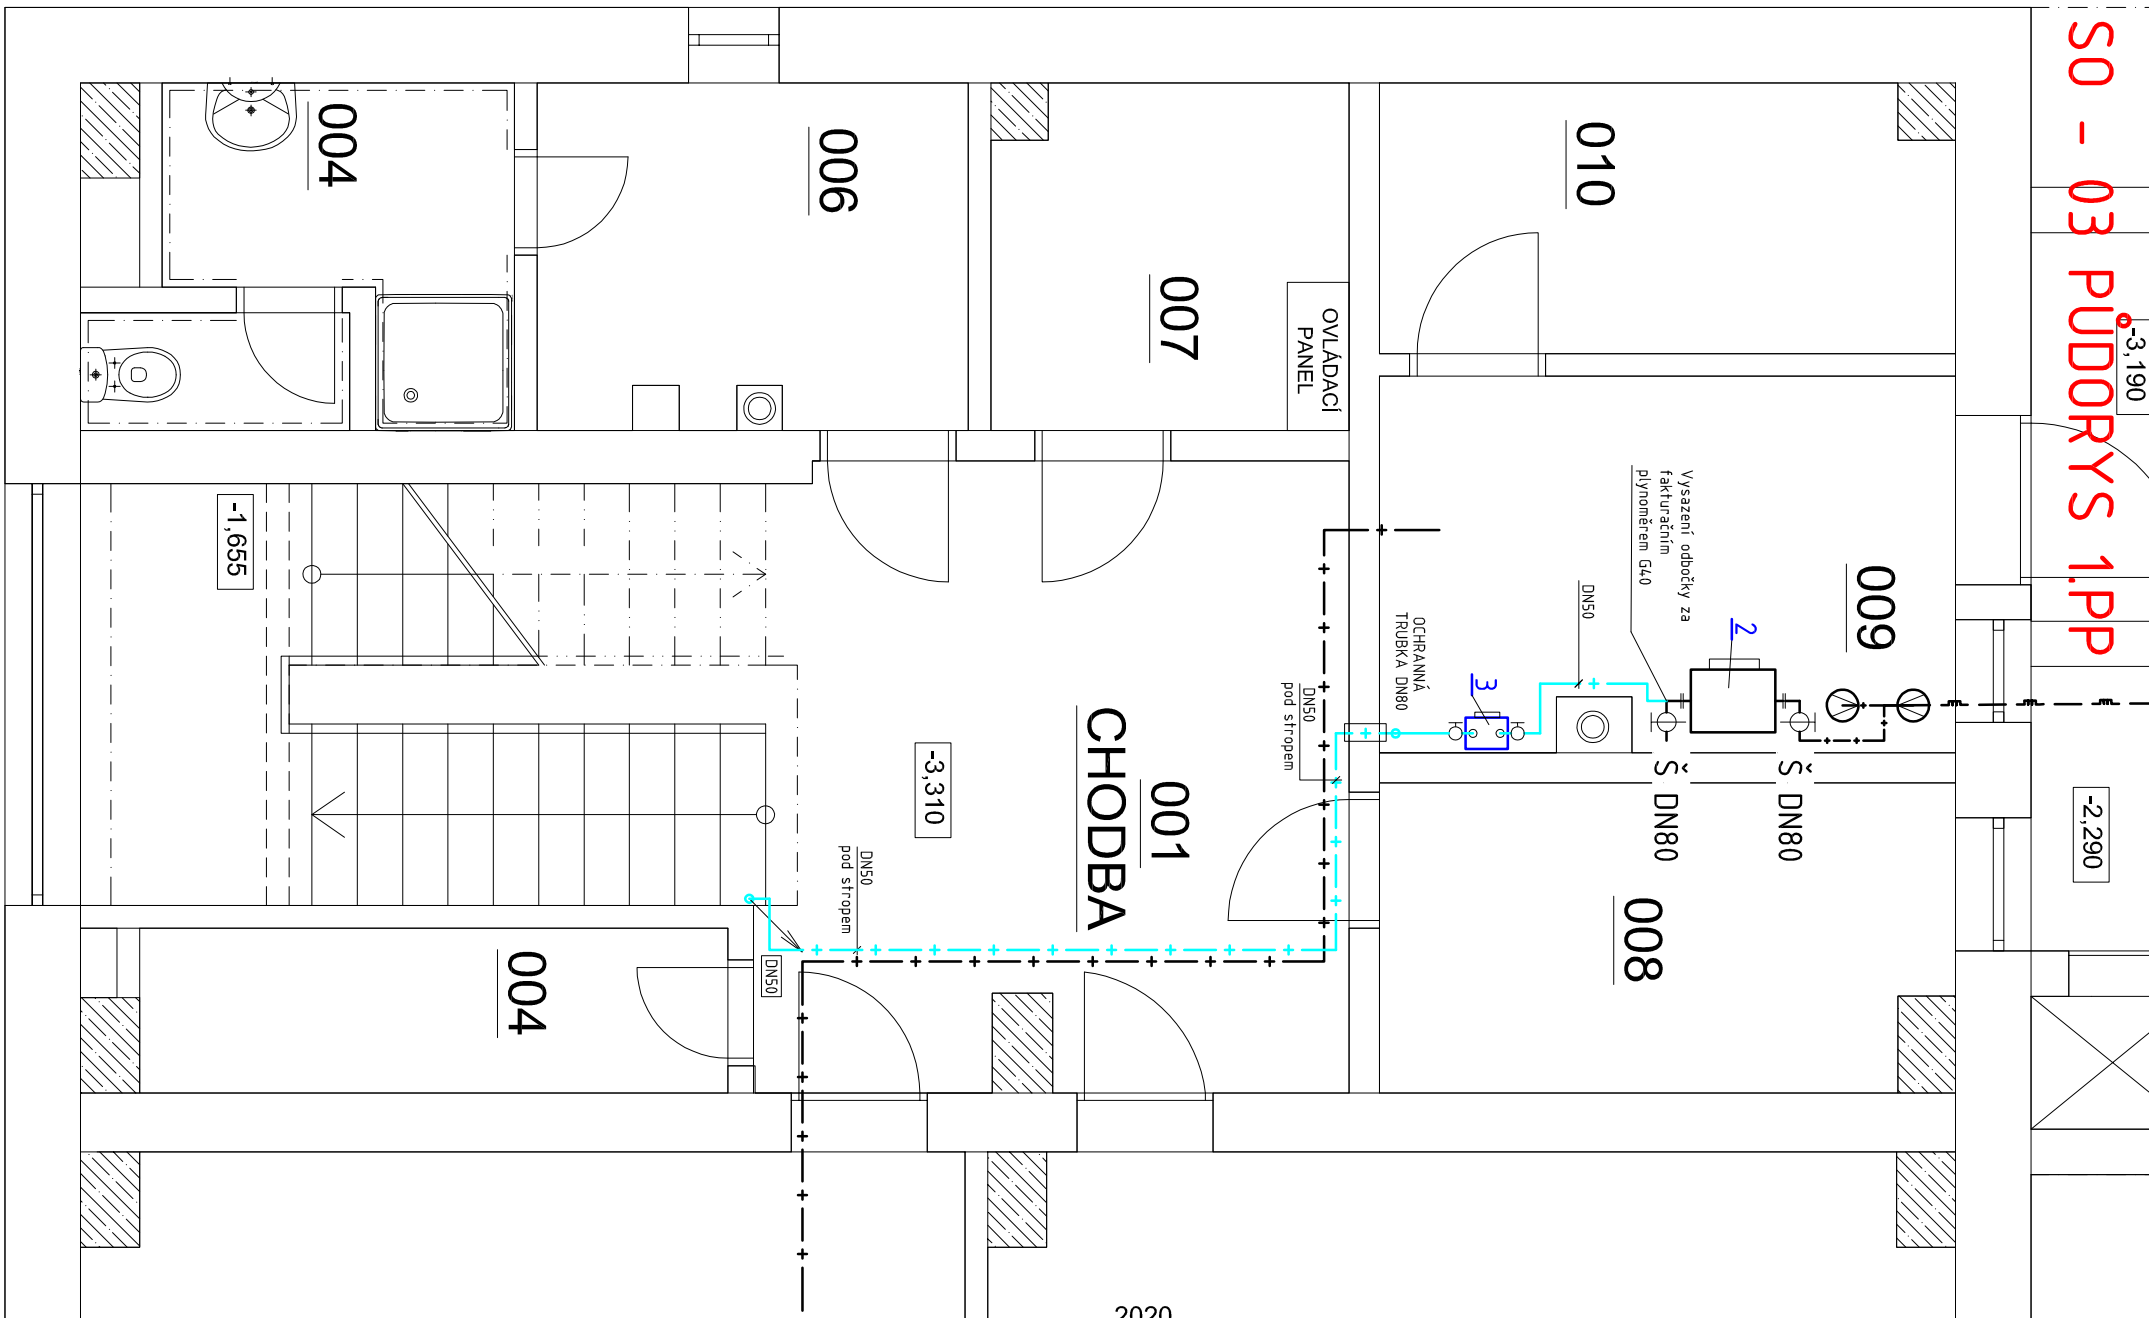 SO - 03 PŮDORYS 1.PP
-3,190
-2,290
009
010
008
007
006
004
004
001
CHODBA
OVLÁDACÍ
PANEL
Vysazení odbočky za
fakturačním
plynoměrem G40
DN50
2
3
Š DN80
Š DN80
OCHRANNÁ
TRUBKA DN80
DN50
pod stropem
DN50
pod stropem
DN50
-3,310
-1,655
2020